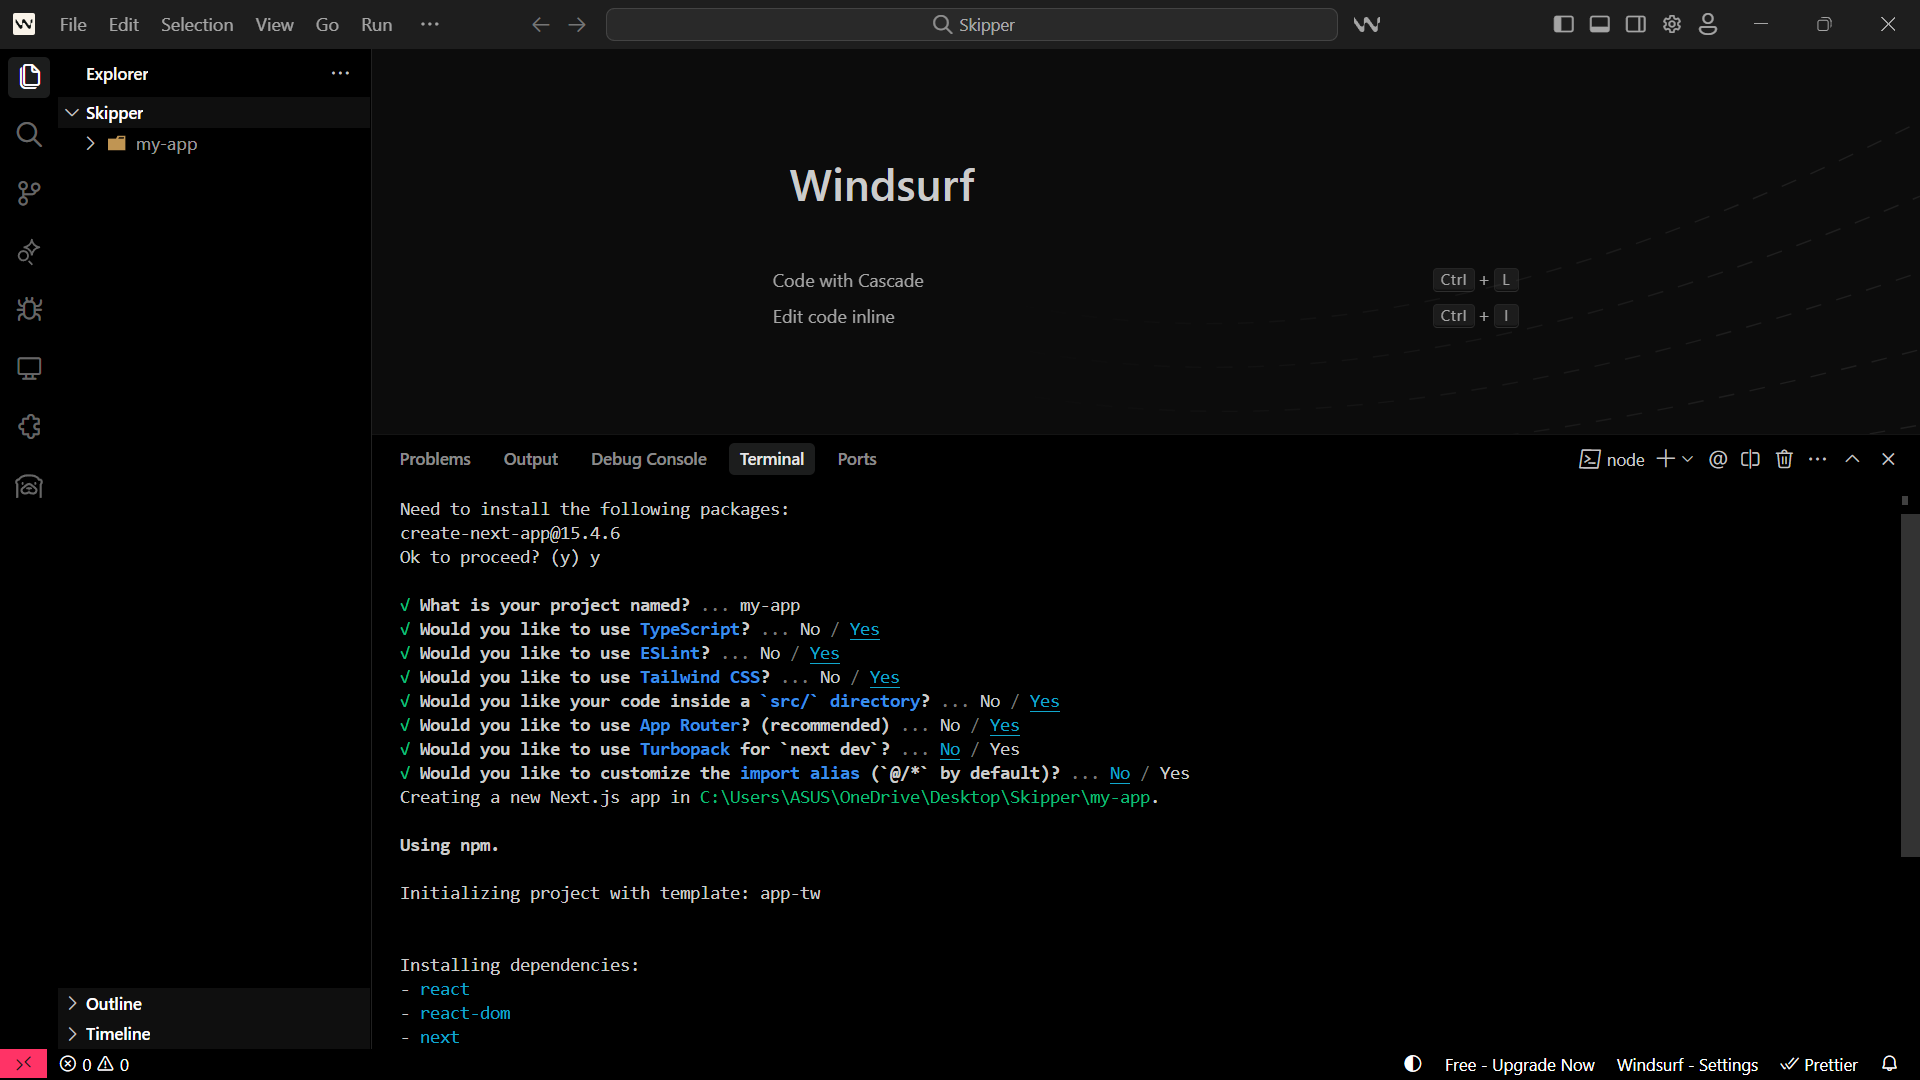 File Edit Selection View Go Run ···
Skipper
Explorer ···
Skipper
my-app
Windsurf
Code with Cascade Ctrl + L
Edit code inline Ctrl + I
Problems Output Debug Console Terminal Ports
node
Need to install the following packages:
create-next-app@15.4.6
Ok to proceed? (y) y
√ What is your project named? ... my-app
√ Would you like to use TypeScript? ... No / Yes
√ Would you like to use ESLint? ... No / Yes
√ Would you like to use Tailwind CSS? ... No / Yes
√ Would you like your code inside a `src/` directory? ... No / Yes
√ Would you like to use App Router? (recommended) ... No / Yes
√ Would you like to use Turbopack for `next dev`? ... No / Yes
√ Would you like to customize the import alias (`@/*` by default)? ... No / Yes
Creating a new Next.js app in C:\Users\ASUS\OneDrive\Desktop\Skipper\my-app.
Using npm.
Initializing project with template: app-tw
Installing dependencies:
- react
- react-dom
- next
Outline
Timeline
0 0
Free - Upgrade Now Windsurf - Settings Prettier